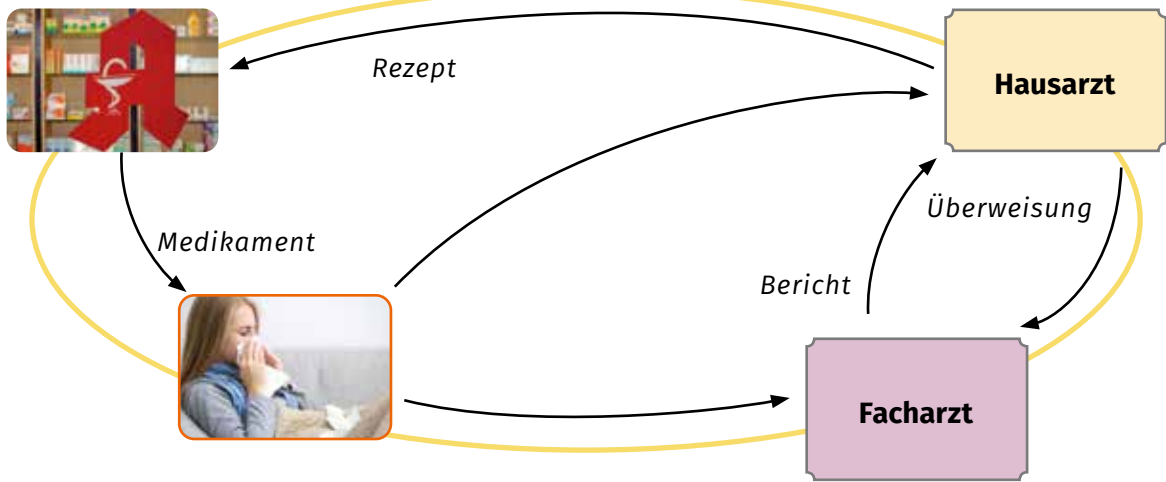 Rezept
Hausarzt
Überweisung
Medikament
Bericht
Facharzt